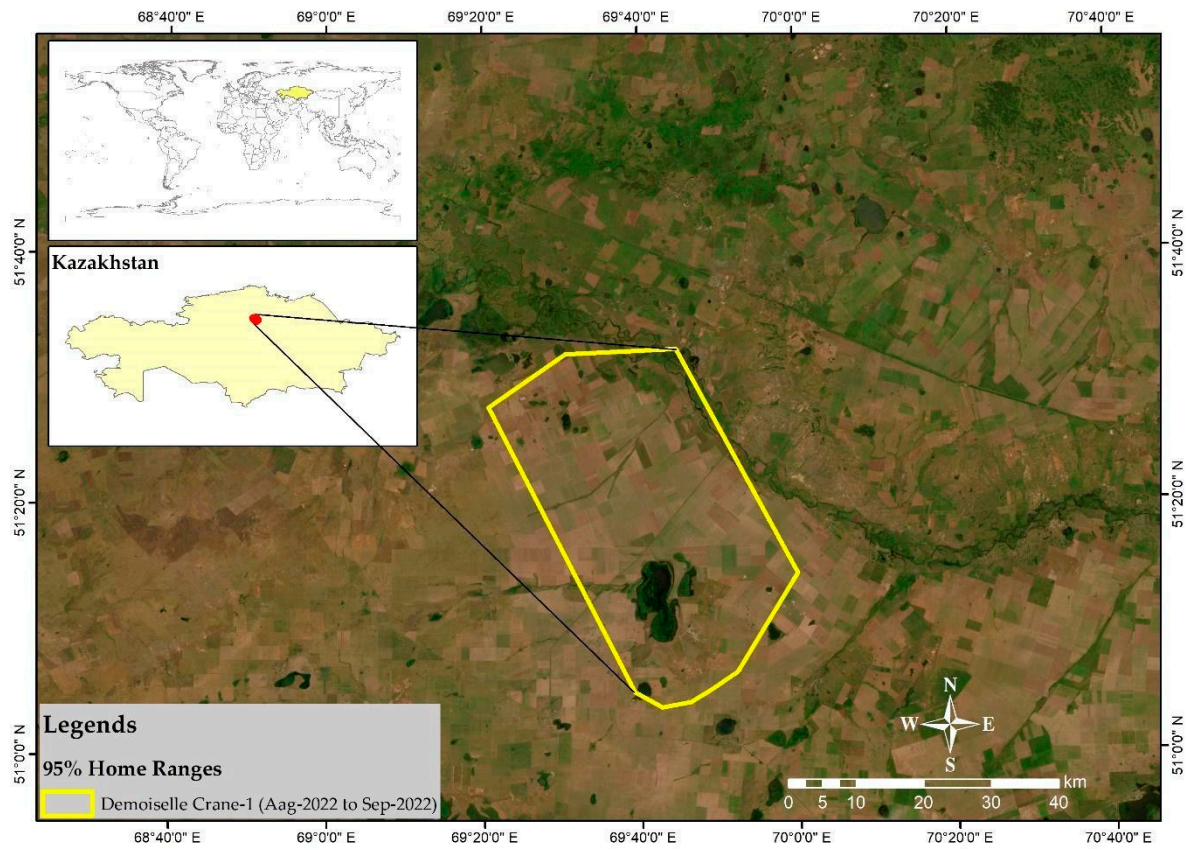 68°40'0" E 69°0'0" E 69°20'0" E 69°40'0" E 70°0'0" E 70°20'0" E 70°40'0" E
51°40'0" N
51°40'0" N
Kazakhstan
51°20'0" N
51°20'0" N
51°0'0" N
51°0'0" N
N
W E
S
km
0 5 10 20 30 40
Legends
95% Home Ranges
Demoiselle Crane-1 (Aag-2022 to Sep-2022)
68°40'0" E 69°0'0" E 69°20'0" E 69°40'0" E 70°0'0" E 70°20'0" E 70°40'0" E